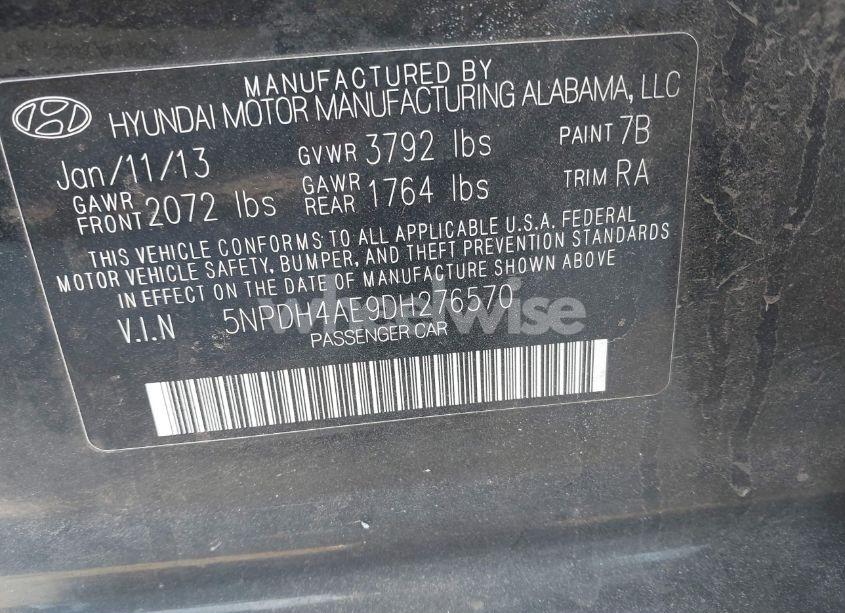 MANUFACTURED BY
HYUNDAI MOTOR MANUFACTURING ALABAMA, LLC
Jan/11/13 GVWR 3792 lbs PAINT 7B
GAWR FRONT 2072 lbs GAWR REAR 1764 lbs TRIM RA
THIS VEHICLE CONFORMS TO ALL APPLICABLE U.S.A. FEDERAL
MOTOR VEHICLE SAFETY, BUMPER, AND THEFT PREVENTION STANDARDS
IN EFFECT ON THE DATE OF MANUFACTURE SHOWN ABOVE
V.I.N 5NPDH4AE9DH276570
wheelwise
PASSENGER CAR